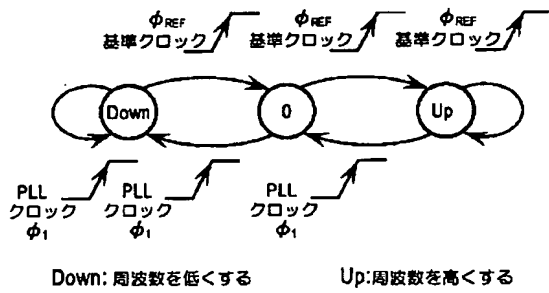 φREF
基準クロック
φREF
基準クロック
φREF
基準クロック
Down
0
Up
PLL
クロック
φ1
PLL
クロック
φ1
PLL
クロック
φ1
Down: 周波数を低くする
Up:周波数を高くする